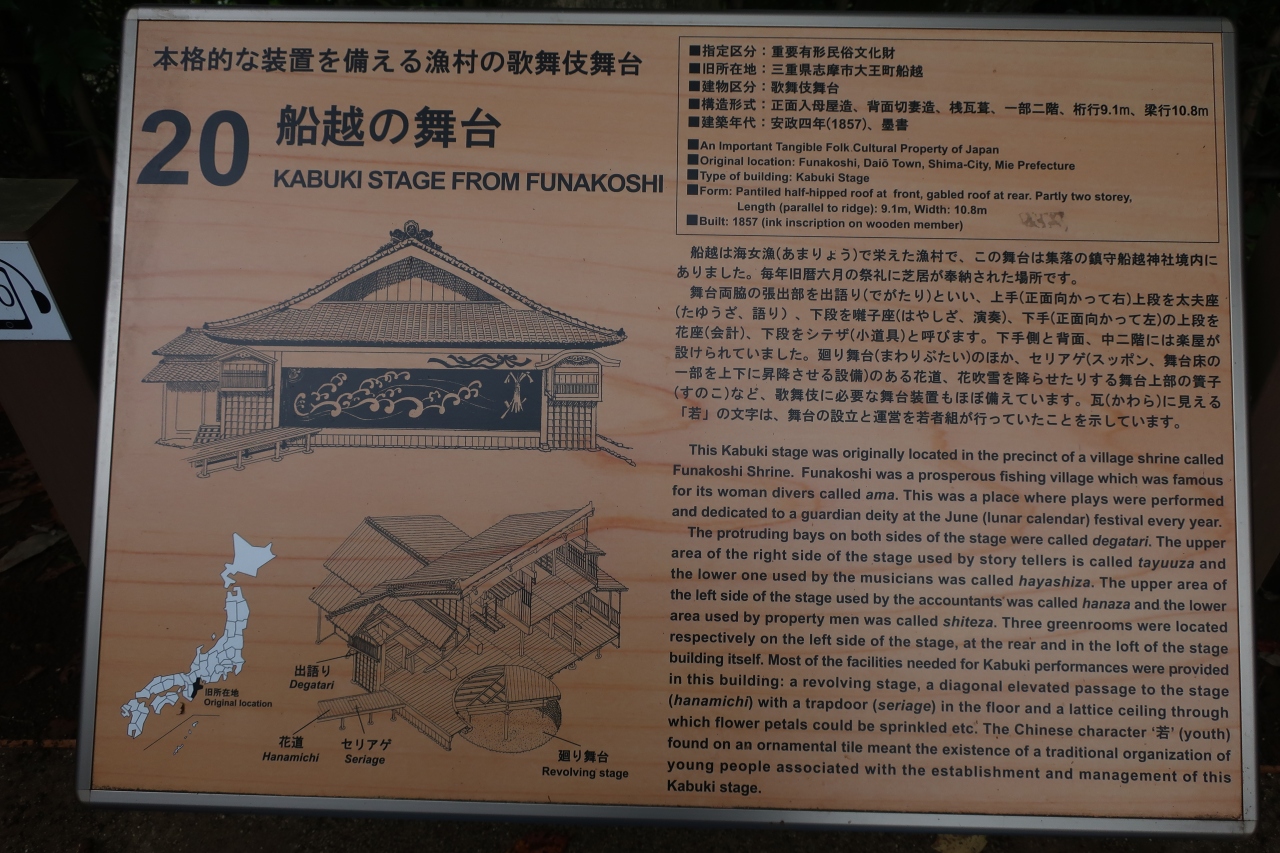 本格的な装置を備える漁村の歌舞伎舞台
20
船越の舞台
KABUKI STAGE FROM FUNAKOSHI
■指定区分：重要有形民俗文化財
■旧所在地：三重県志摩市大王町船越
■建物区分：歌舞伎舞台
■構造形式：正面入母屋造、背面切妻造、桟瓦葺、一部二階、桁行9.1m、梁行10.8m
■建築年代：安政四年(1857)、墨書
■An Important Tangible Folk Cultural Property of Japan
■Original location: Funakoshi, Daiō Town, Shima-City, Mie Prefecture
■Type of building: Kabuki Stage
■Form: Pantiled half-hipped roof at front, gabled roof at rear. Partly two storey,
Length (parallel to ridge): 9.1m, Width: 10.8m
■Built: 1857 (ink inscription on wooden member)
船越は海女漁(あまりょう)で栄えた漁村で、この舞台は集落の鎮守船越神社境内に
ありました。毎年旧暦六月の祭礼に芝居が奉納された場所です。
舞台両脇の張出部を出語り(でがたり)といい、上手(正面向かって右)上段を太夫座
(たゆうざ、語り)、下段を囃子座(はやしざ、演奏)、下手(正面向かって左)の上段を
花座(会計)、下段をシテザ(小道具)と呼びます。下手側と背面、中二階には楽屋が
設けられていました。廻り舞台(まわりぶたい)のほか、セリアゲ(スッポン、舞台床の
一部を上下に昇降させる設備)のある花道、花吹雪を降らせたりする舞台上部の簀子
(すのこ)など、歌舞伎に必要な舞台装置もほぼ備えています。瓦(かわら)に見える
「若」の文字は、舞台の設立と運営を若者組が行っていたことを示しています。
This Kabuki stage was originally located in the precinct of a village shrine called
Funakoshi Shrine. Funakoshi was a prosperous fishing village which was famous
for its woman divers called ama. This was a place where plays were performed
and dedicated to a guardian deity at the June (lunar calendar) festival every year.
The protruding bays on both sides of the stage were called degatari. The upper
area of the right side of the stage used by story tellers is called tayuuza and
the lower one used by the musicians was called hayashiza. The upper area of
the left side of the stage used by the accountants was called hanaza and the lower
area used by property men was called shiteza. Three greenrooms were located
respectively on the left side of the stage, at the rear and in the loft of the stage
building itself. Most of the facilities needed for Kabuki performances were provided
in this building: a revolving stage, a diagonal elevated passage to the stage
(hanamichi) with a trapdoor (seriage) in the floor and a lattice ceiling through
which flower petals could be sprinkled etc. The Chinese character ‘若’ (youth)
found on an ornamental tile meant the existence of a traditional organization of
young people associated with the establishment and management of this
Kabuki stage.
旧所在地
Original location
出語り
Degatari
花道
Hanamichi
セリアゲ
Seriage
廻り舞台
Revolving stage